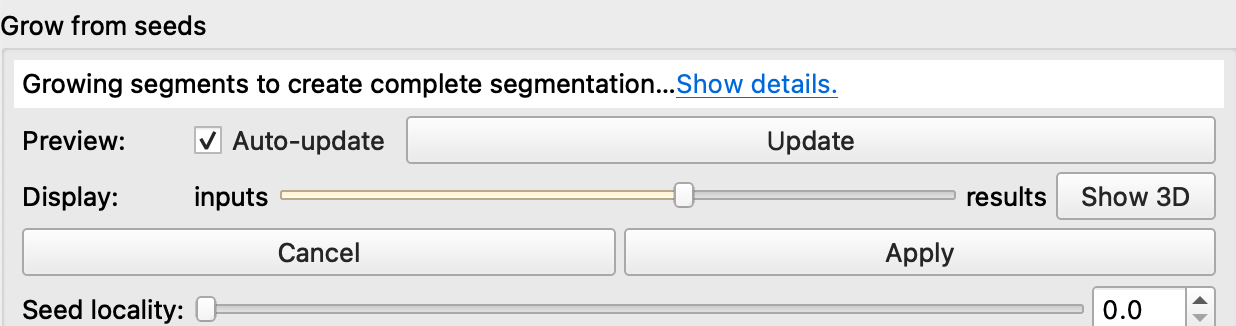 Grow from seeds
Growing segments to create complete segmentation...Show details.
Preview: Auto-update Update
Display: inputs results Show 3D
Cancel Apply
Seed locality: 0.0